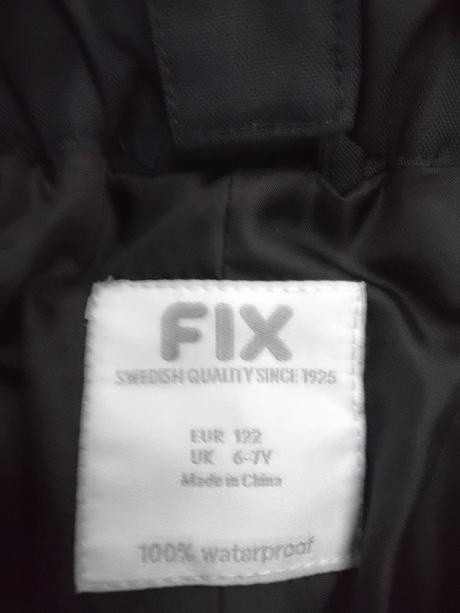 FIX
SWEDISH QUALITY SINCE 1925
EUR 122
UK 6-7Y
Made in China
100% waterproof